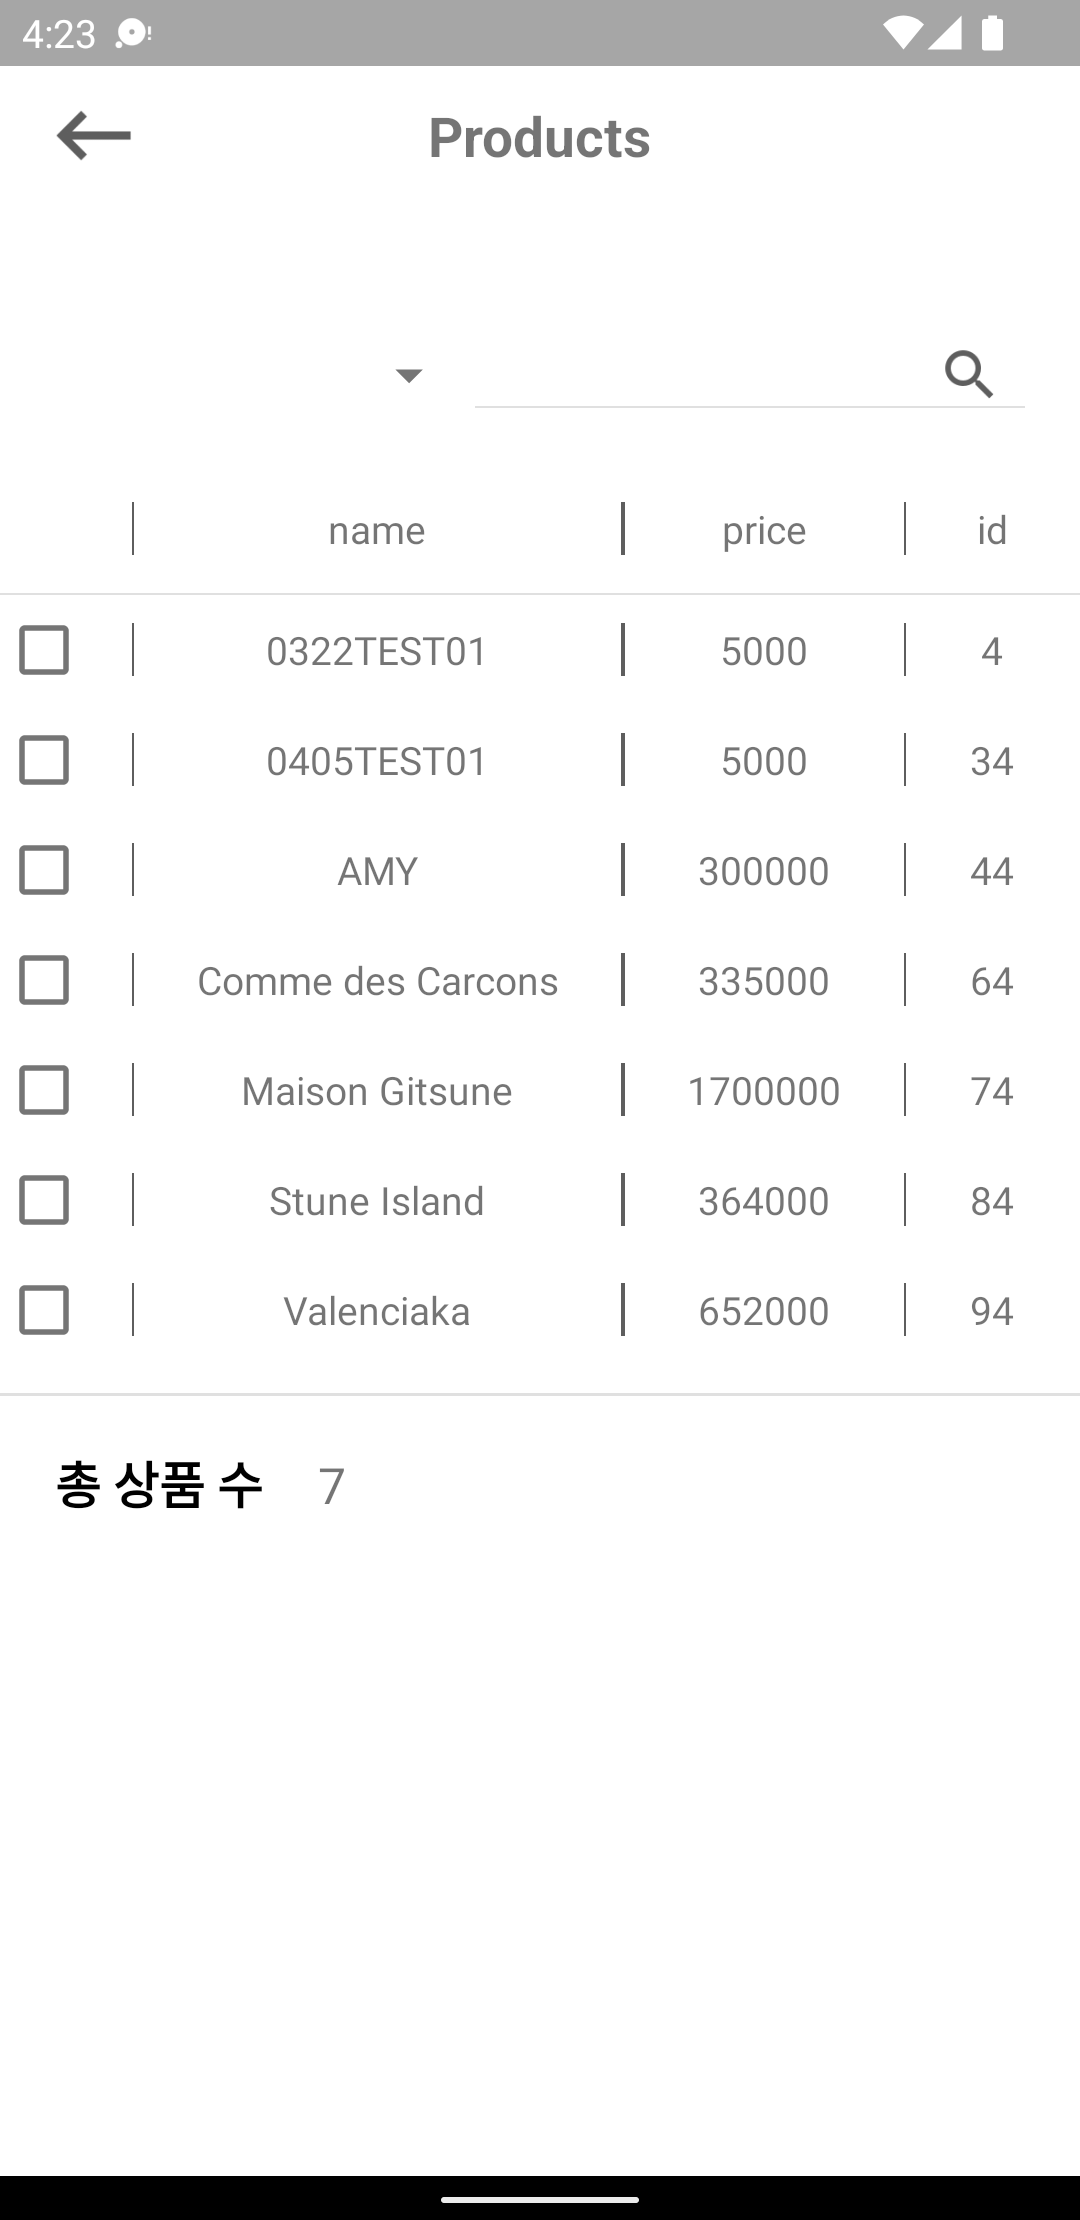 4:23
Products
name price id
0322TEST01 5000 4
0405TEST01 5000 34
AMY 300000 44
Comme des Carcons 335000 64
Maison Gitsune 1700000 74
Stune Island 364000 84
Valenciaka 652000 94
총 상품 수 7